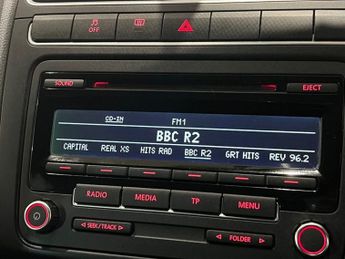 OFF
SOUND
EJECT
CD-IN FM1
BBC R2
CAPITAL REAL XS HITS RAD BBC R2 GRT HITS REV 96.2
RADIO MEDIA TP MENU
SEEK/TRACK FOLDER